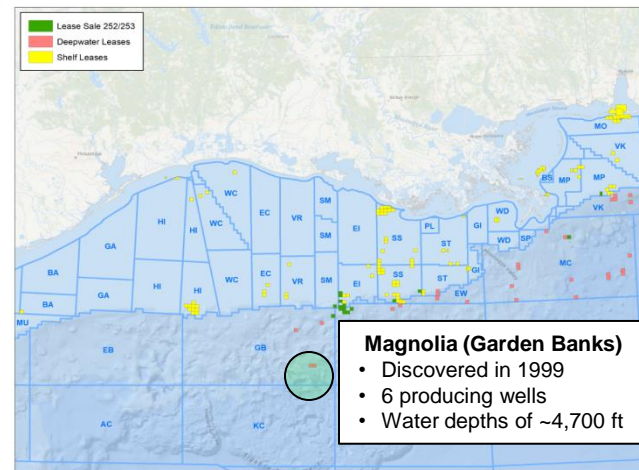 Lease Sale 252/253
Deepwater Leases
Shelf Leases
MO
VK
BS
MP
MP
VK
WC
HI
HI
WC
EC
VR
SM
EI
SM
SS
PL
ST
GI
WD
WD
SP
GA
BA
MC
BA
GA
HI
HI
WC
EC
VR
SM
EI
SS
ST
GI
EW
MU
EB
GB
AC
KC
Magnolia (Garden Banks)
• Discovered in 1999
• 6 producing wells
• Water depths of ~4,700 ft